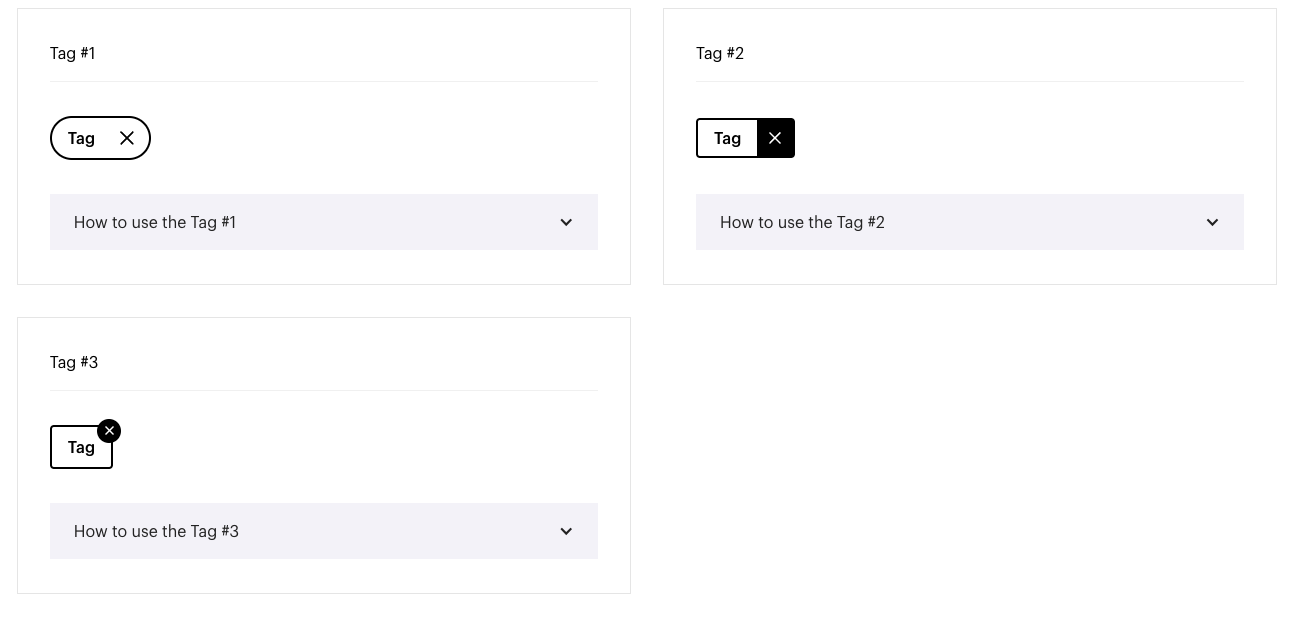 Tag #1
Tag
How to use the Tag #1
Tag #2
Tag
How to use the Tag #2
Tag #3
Tag
How to use the Tag #3